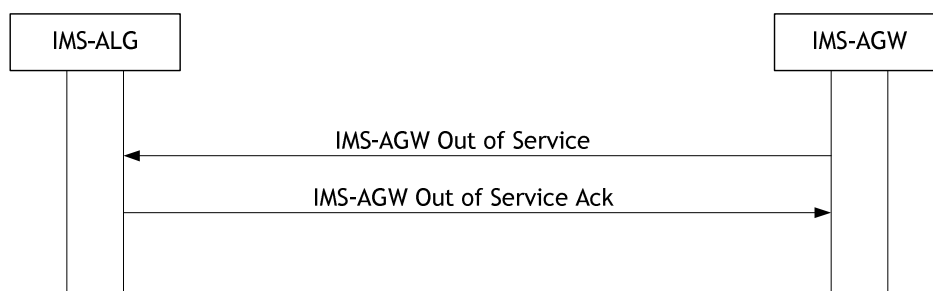 IMS-ALG
IMS-AGW
IMS-AGW Out of Service
IMS-AGW Out of Service Ack